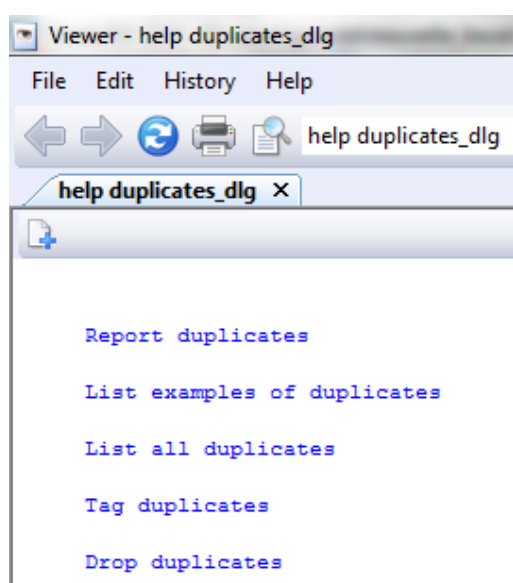 Viewer - help duplicates_dlg
File Edit History Help
help duplicates_dlg
help duplicates_dlg X
Report duplicates
List examples of duplicates
List all duplicates
Tag duplicates
Drop duplicates